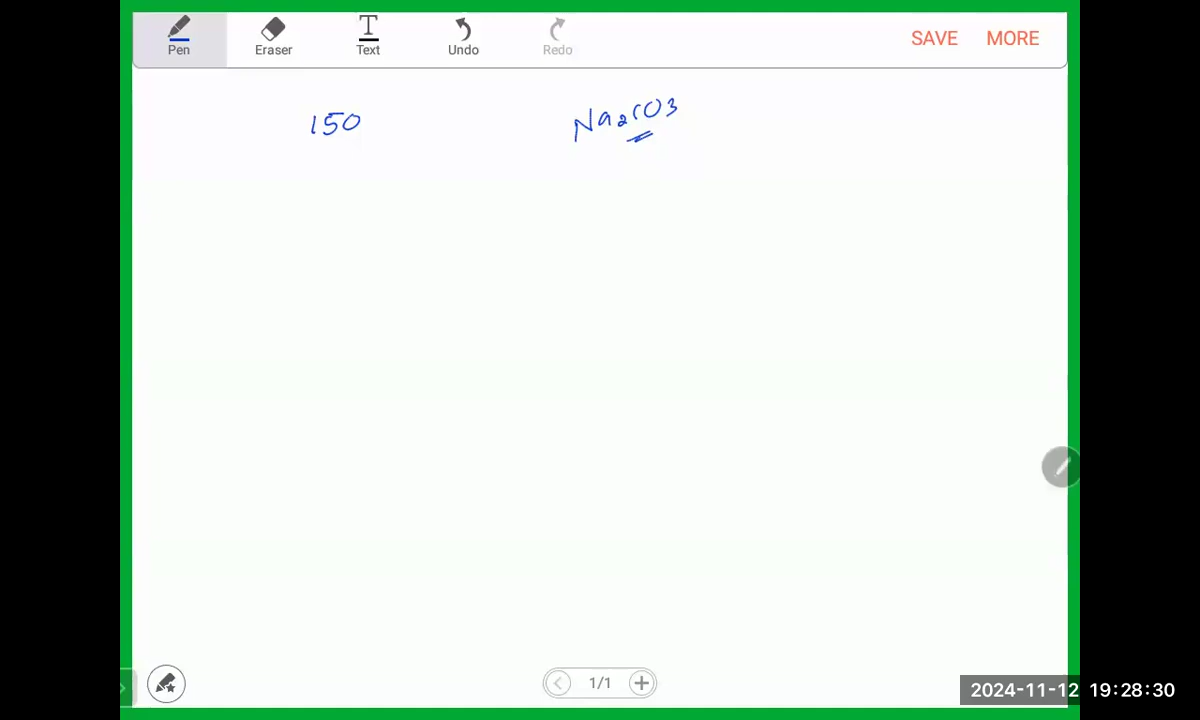 Pen Eraser Text Undo Redo SAVE MORE
150 Na2CO3
1/1
2024-11-12 19:28:30